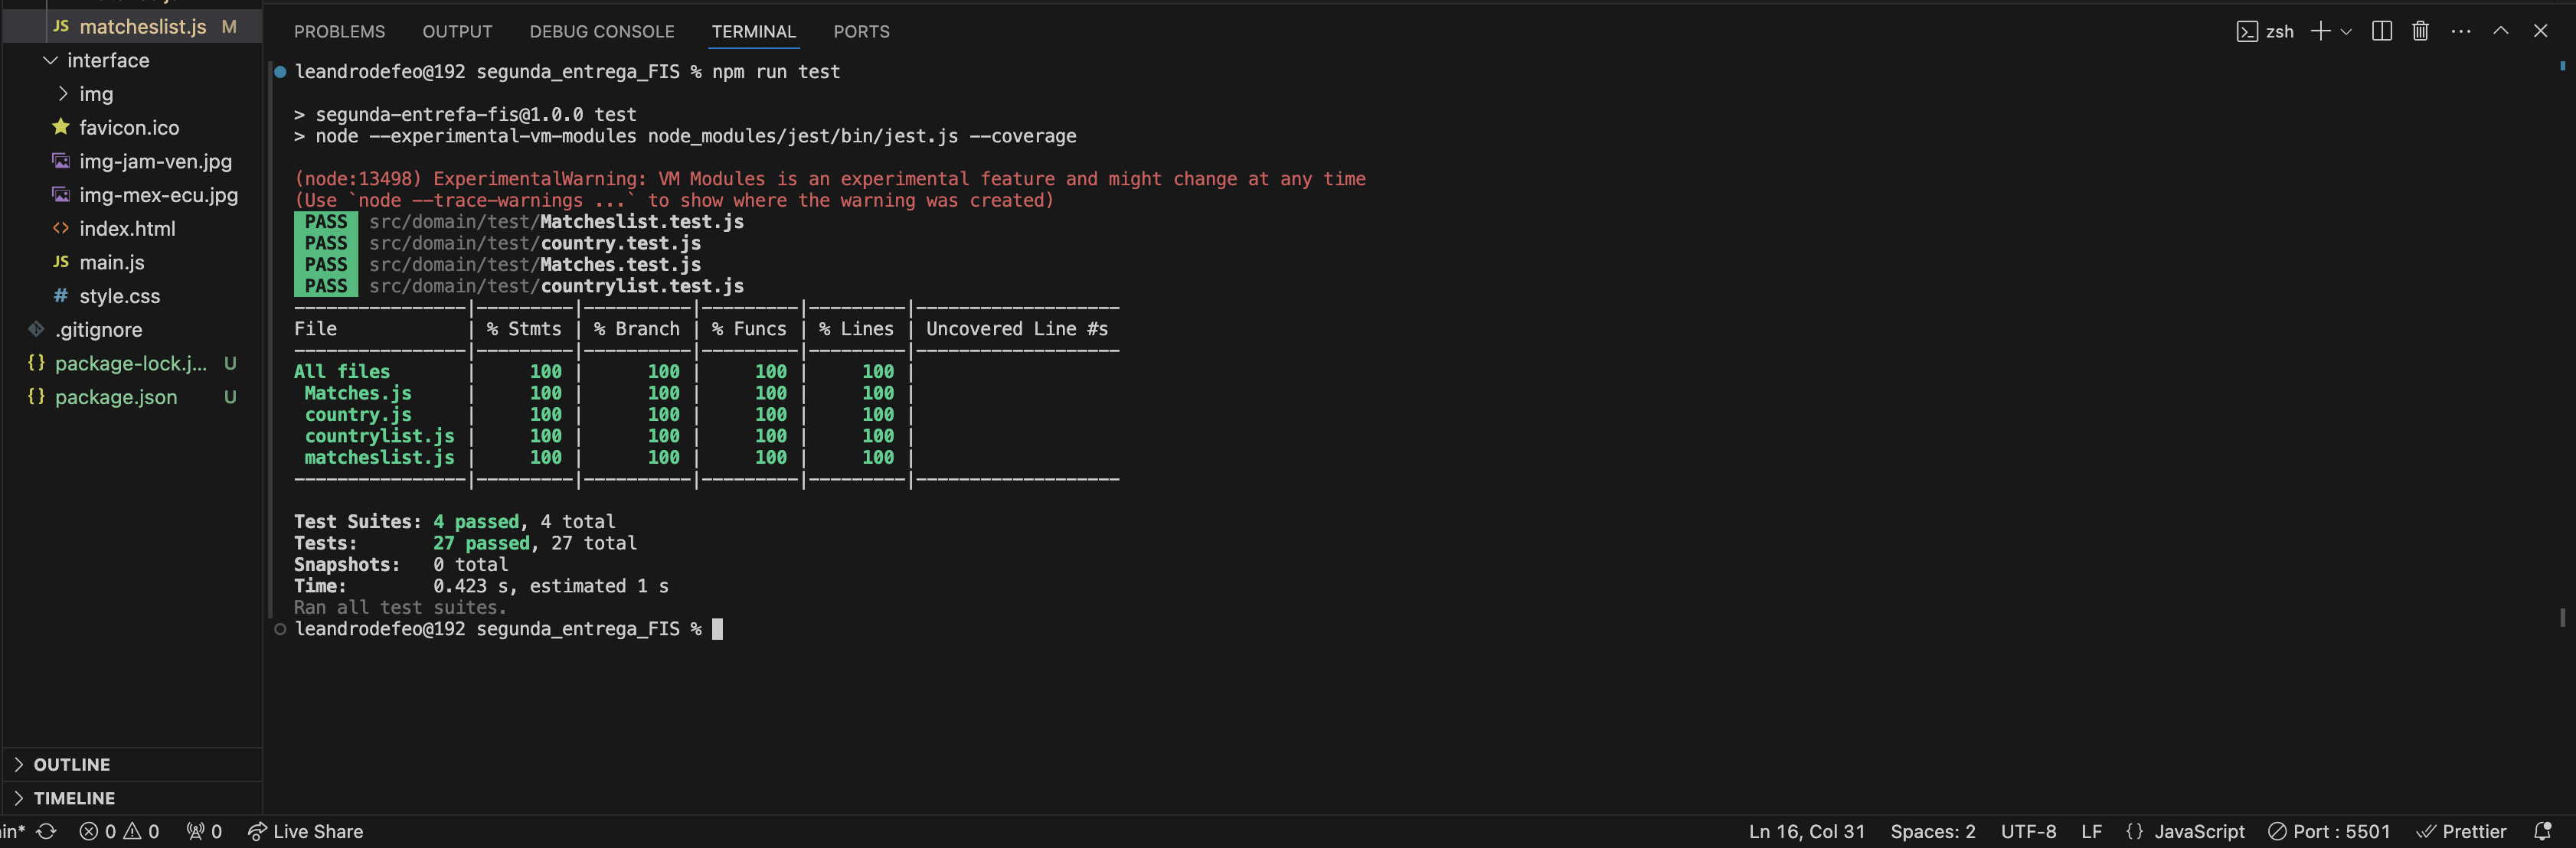 JS matcheslist.js M
interface
img
favicon.ico
img-jam-ven.jpg
img-mex-ecu.jpg
<> index.html
JS main.js
# style.css
.gitignore
{} package-lock.j... U
{} package.json U
OUTLINE
TIMELINE
PROBLEMS OUTPUT DEBUG CONSOLE TERMINAL PORTS
zsh
leandrodefeo@192 segunda_entrega_FIS % npm run test
> segunda-entrefa-fis@1.0.0 test
> node --experimental-vm-modules node_modules/jest/bin/jest.js --coverage
(node:13498) ExperimentalWarning: VM Modules is an experimental feature and might change at any time
(Use `node --trace-warnings ...` to show where the warning was created)
PASS src/domain/test/Matcheslist.test.js
PASS src/domain/test/country.test.js
PASS src/domain/test/Matches.test.js
PASS src/domain/test/countrylist.test.js
----------------|---------|----------|---------|---------|-------------------
File | % Stmts | % Branch | % Funcs | % Lines | Uncovered Line #s
----------------|---------|----------|---------|---------|-------------------
All files | 100 | 100 | 100 | 100 |
Matches.js | 100 | 100 | 100 | 100 |
country.js | 100 | 100 | 100 | 100 |
countrylist.js | 100 | 100 | 100 | 100 |
matcheslist.js | 100 | 100 | 100 | 100 |
----------------|---------|----------|---------|---------|-------------------
Test Suites: 4 passed, 4 total
Tests: 27 passed, 27 total
Snapshots: 0 total
Time: 0.423 s, estimated 1 s
Ran all test suites.
leandrodefeo@192 segunda_entrega_FIS %
in* 0 0 0 Live Share Ln 16, Col 31 Spaces: 2 UTF-8 LF {} JavaScript Port : 5501 Prettier